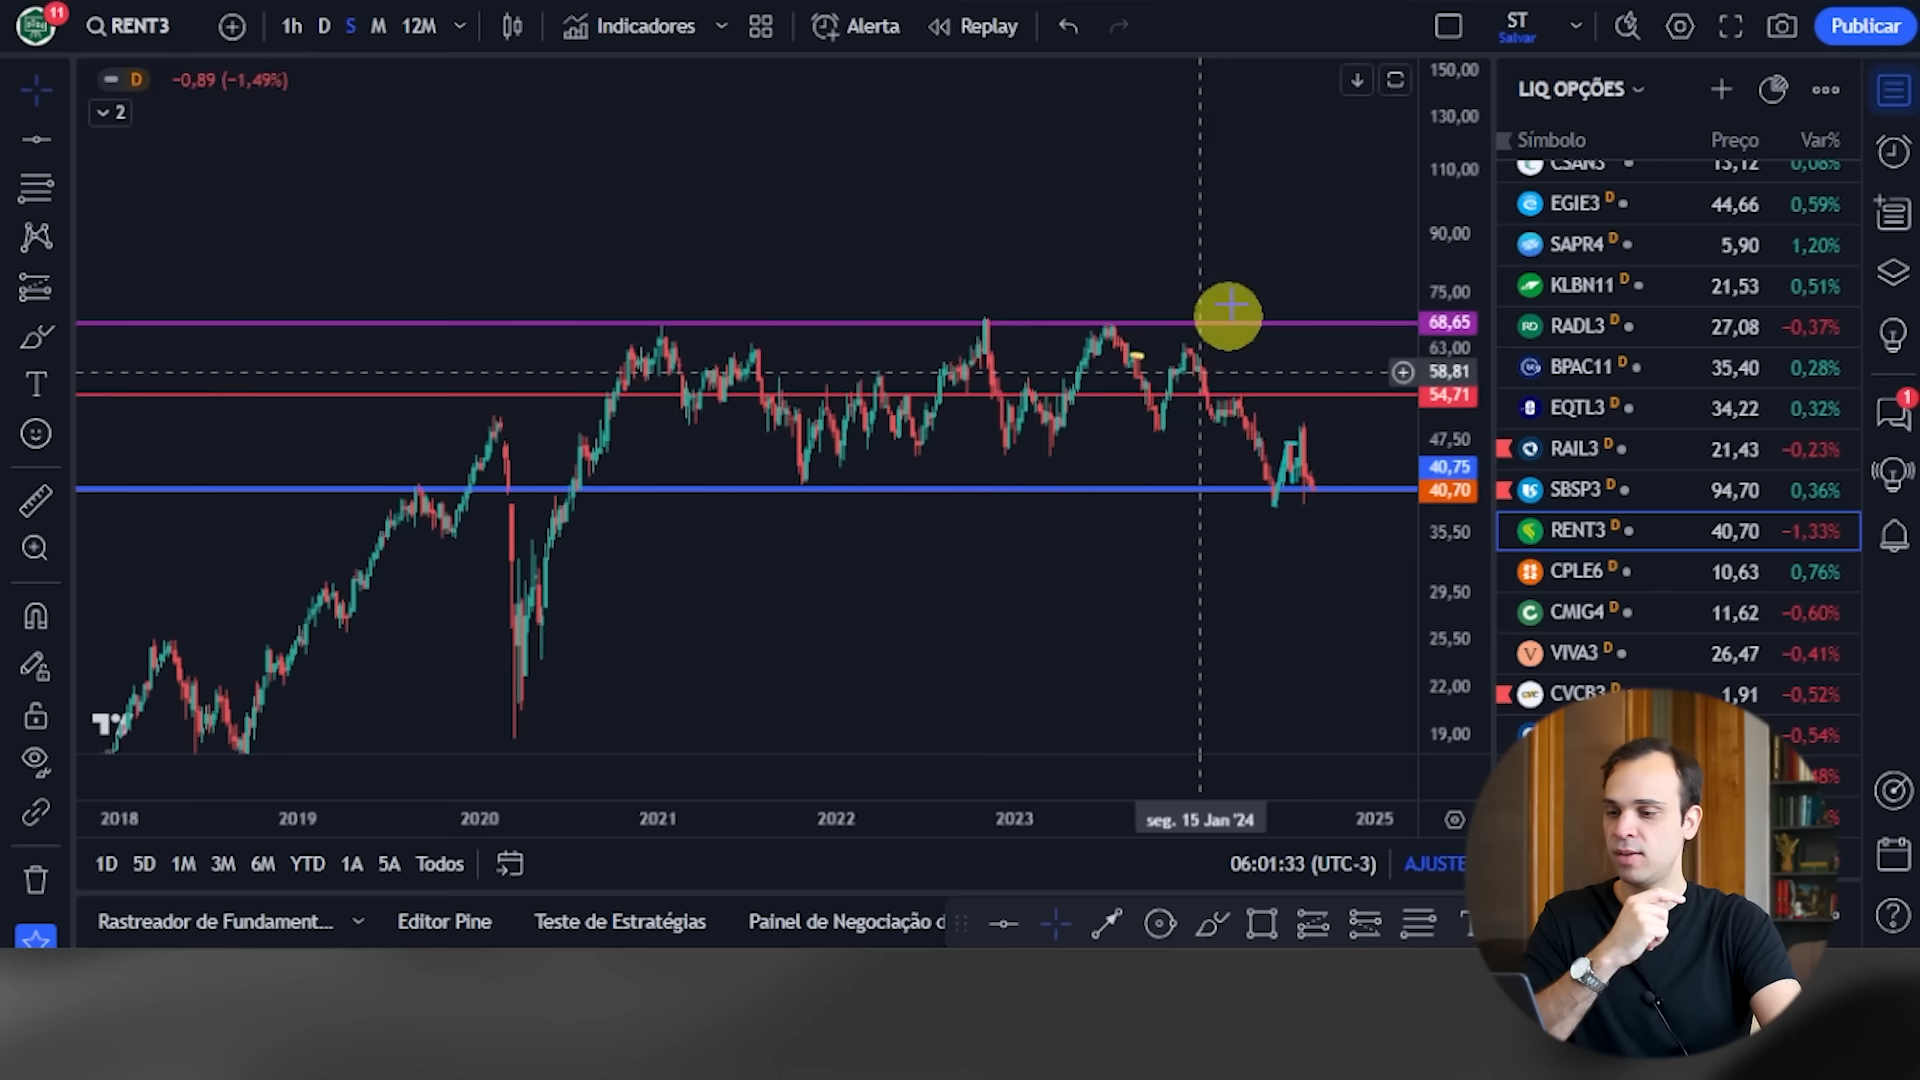 11
RENT3
1h D S M 12M
Indicadores
Alerta
Replay
ST
Salvar
Publicar
D −0,89 (−1,49%)
2
150,00
130,00
110,00
90,00
75,00
68,65
63,00
58,81
54,71
47,50
40,75
40,70
35,50
29,50
25,50
22,00
19,00
2018 2019 2020 2021 2022 2023 seg. 15 Jan '24 2025
1D 5D 1M 3M 6M YTD 1A 5A Todos
06:01:33 (UTC-3) AJUSTE
Rastreador de Fundament... Editor Pine Teste de Estratégias Painel de Negociação d
LIQ OPÇÕES
Símbolo Preço Var%
CSAN3 13,12 0,08%
EGIE3 D 44,66 0,59%
SAPR4 D 5,90 1,20%
KLBN11 D 21,53 0,51%
RADL3 D 27,08 −0,37%
BPAC11 D 35,40 0,28%
EQTL3 D 34,22 0,32%
RAIL3 D 21,43 −0,23%
SBSP3 D 94,70 0,36%
RENT3 D 40,70 −1,33%
CPLE6 D 10,63 0,76%
CMIG4 D 11,62 −0,60%
VIVA3 D 26,47 −0,41%
CVCB3 1,91 −0,52%
−0,54%
1